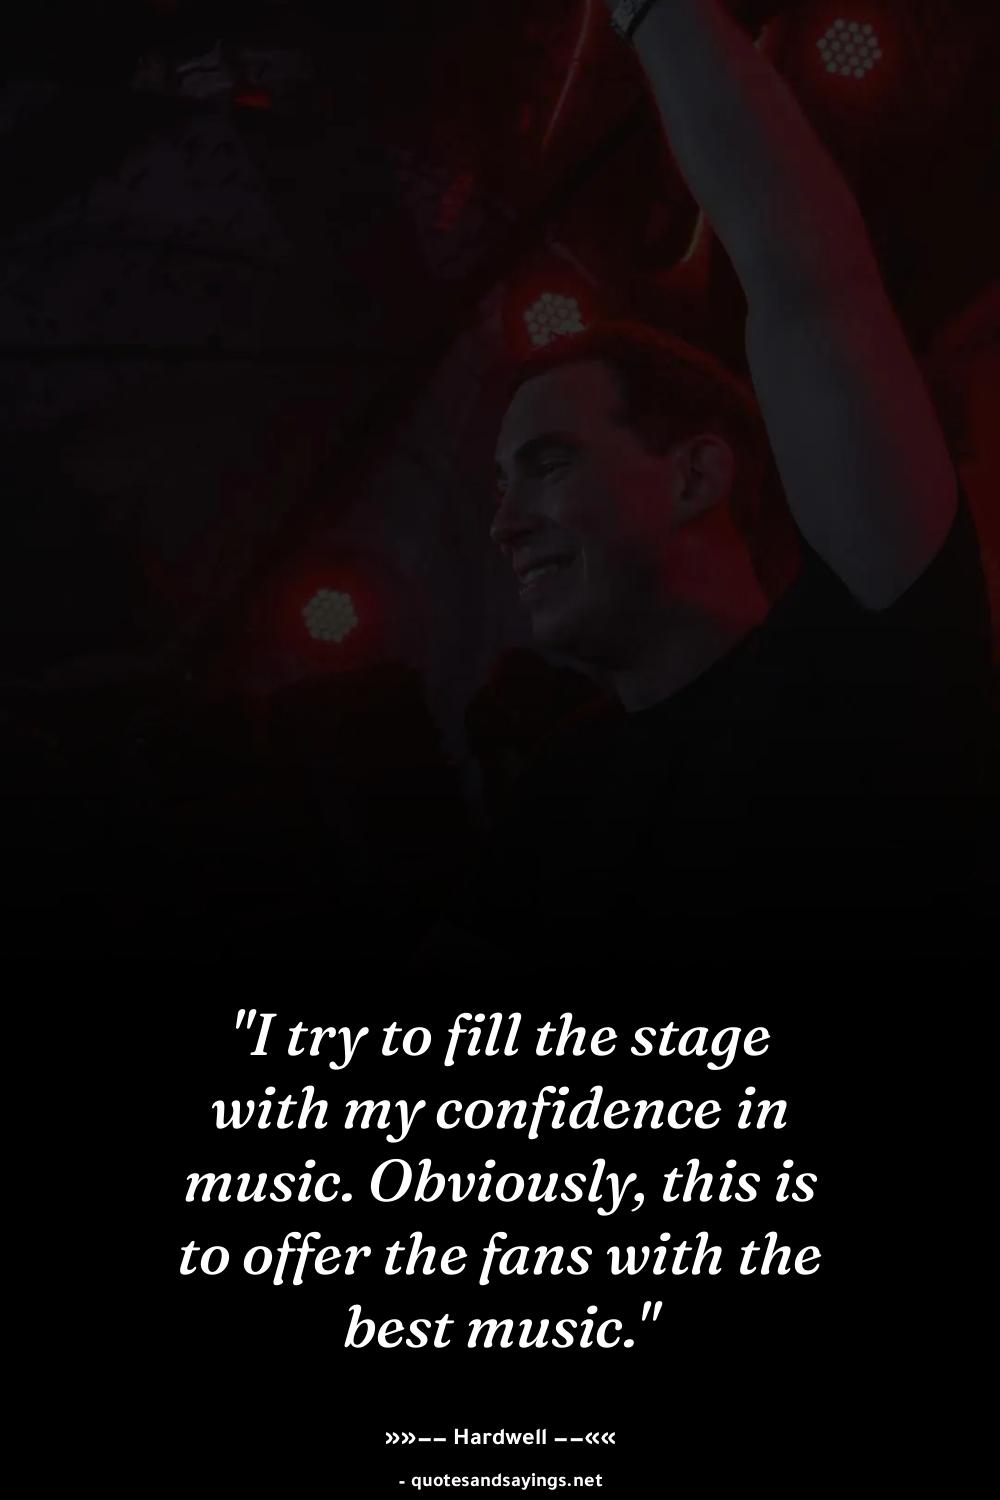 "I try to fill the stage
with my confidence in
music. Obviously, this is
to offer the fans with the
best music."
»»−− Hardwell −−««
- quotesandsayings.net